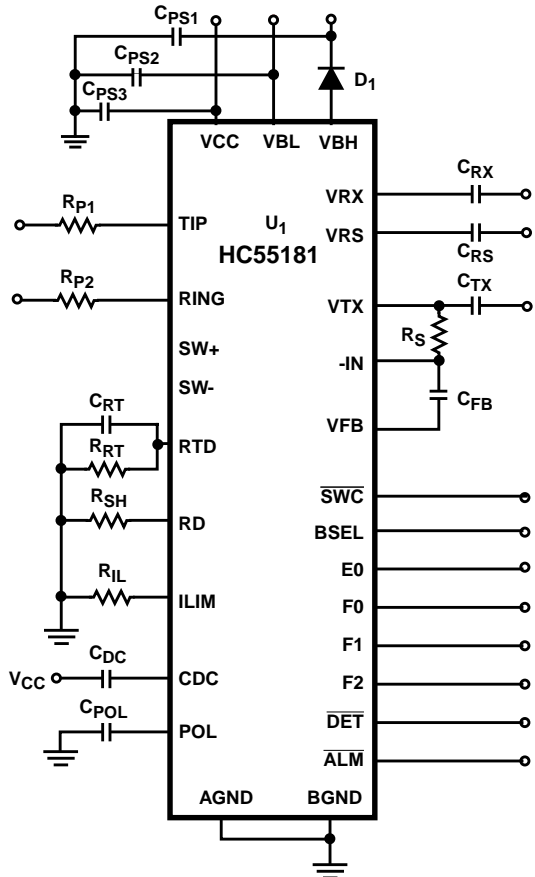 CPS1
CPS2
CPS3
D1
VCC VBL VBH
RP1
TIP
U1
HC55181
VRX
CRX
VRS
CRS
RP2
RING
VTX
CTX
RS
SW+
-IN
SW-
CFB
CRT
RTD
VFB
RRT
RSH
RD
SWC
BSEL
E0
RIL
ILIM
F0
F1
VCC
CDC
CDC
F2
CPOL
POL
DET
ALM
AGND BGND